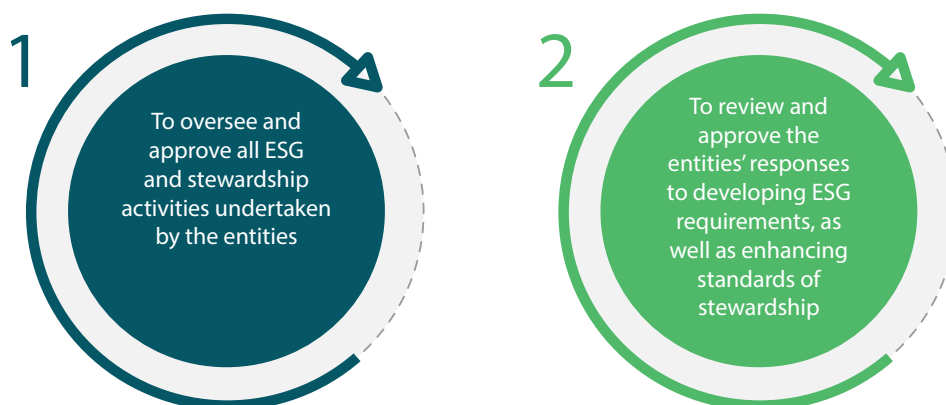 1
To oversee and
approve all ESG
and stewardship
activities undertaken
by the entities
2
To review and
approve the
entities’ responses
to developing ESG
requirements, as
well as enhancing
standards of
stewardship